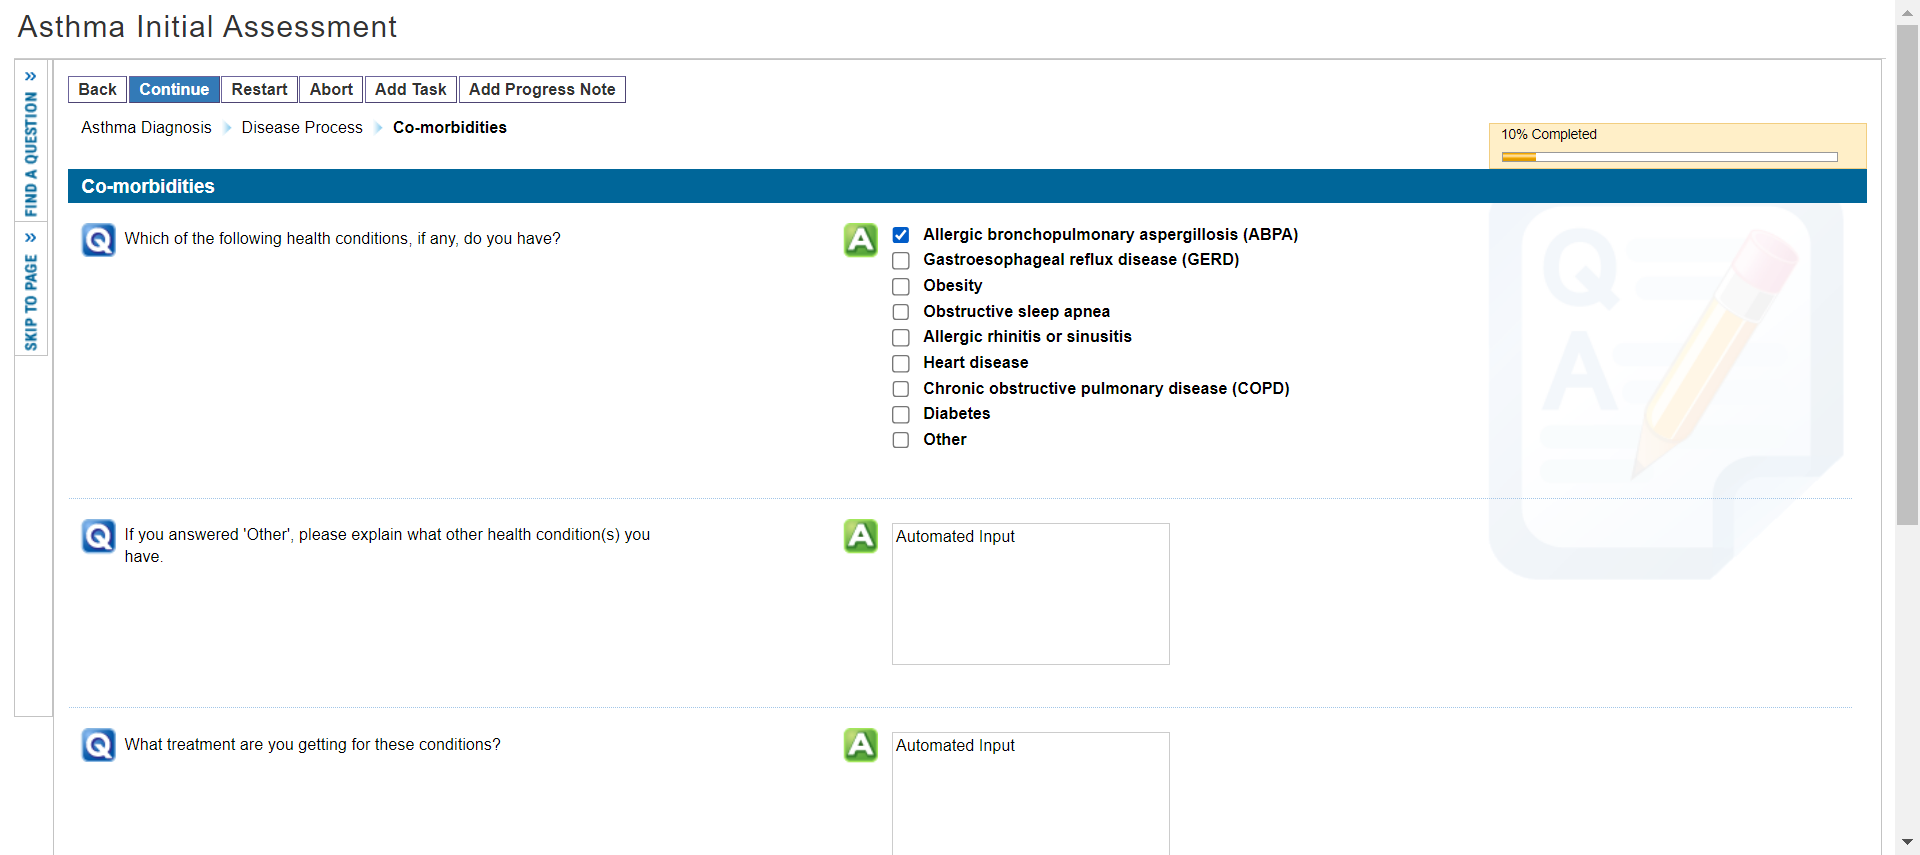 Asthma Initial Assessment
» FIND A QUESTION
» SKIP TO PAGE
Back Continue Restart Abort Add Task Add Progress Note
Asthma Diagnosis Disease Process Co-morbidities
10% Completed
Co-morbidities
Q Which of the following health conditions, if any, do you have?
A Allergic bronchopulmonary aspergillosis (ABPA)
Gastroesophageal reflux disease (GERD)
Obesity
Obstructive sleep apnea
Allergic rhinitis or sinusitis
Heart disease
Chronic obstructive pulmonary disease (COPD)
Diabetes
Other
Q
A
Q If you answered 'Other', please explain what other health condition(s) you
have.
A Automated Input
Q What treatment are you getting for these conditions?
A Automated Input